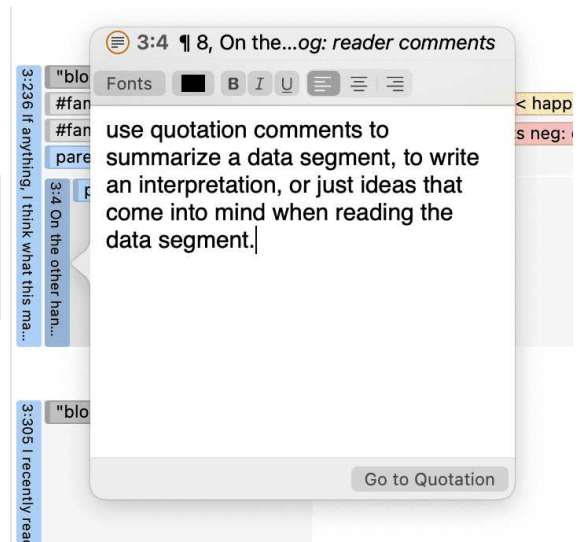 3:4 ¶ 8, On the...og: reader comments
Fonts B I U
use quotation comments to
summarize a data segment, to write
an interpretation, or just ideas that
come into mind when reading the
data segment.
Go to Quotation
3:236 If anything, I think what this ma...
3:4 On the other han...
"blo
#fan
#fan
pare
< happ
s neg:
3:305 I recently rea
"blo